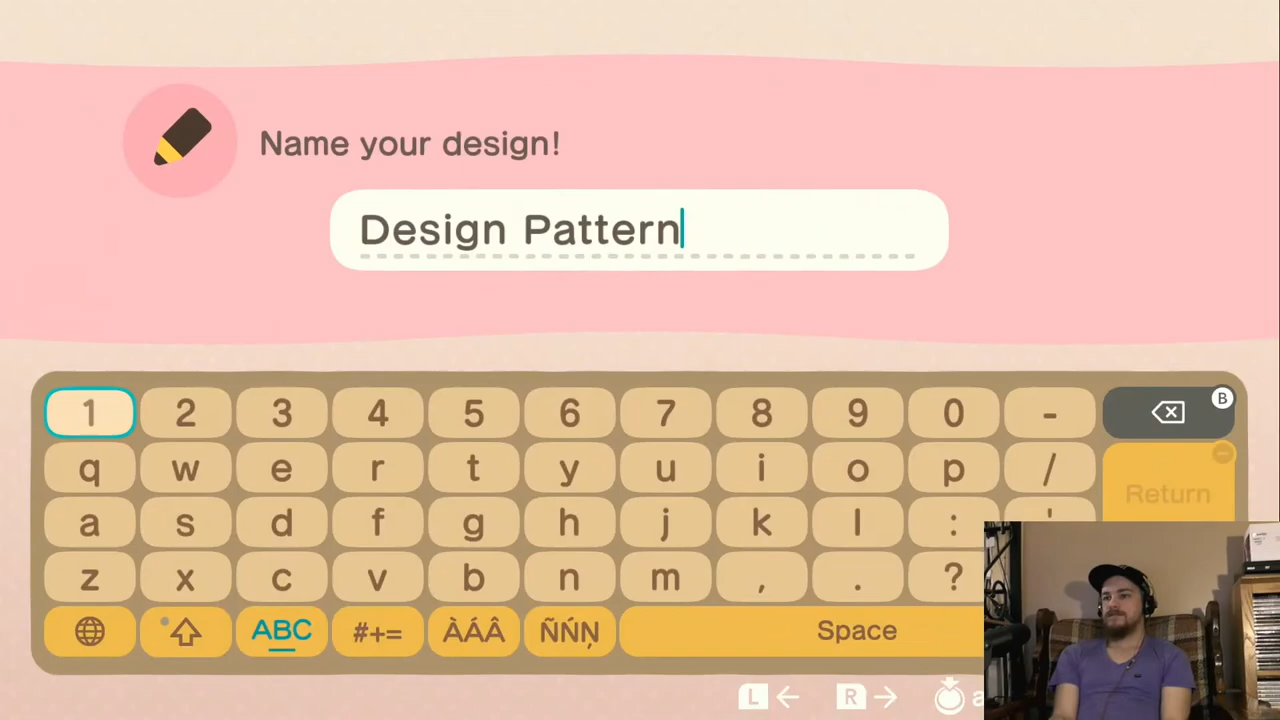 Name your design!
Design Pattern
1 2 3 4 5 6 7 8 9 0 - B
q w e r t y u i o p / Return
a s d f g h j k l : '
z x c v b n m , . ?
ABC #+= ÀÁÂ ÑŃŅ Space
L ← R → a